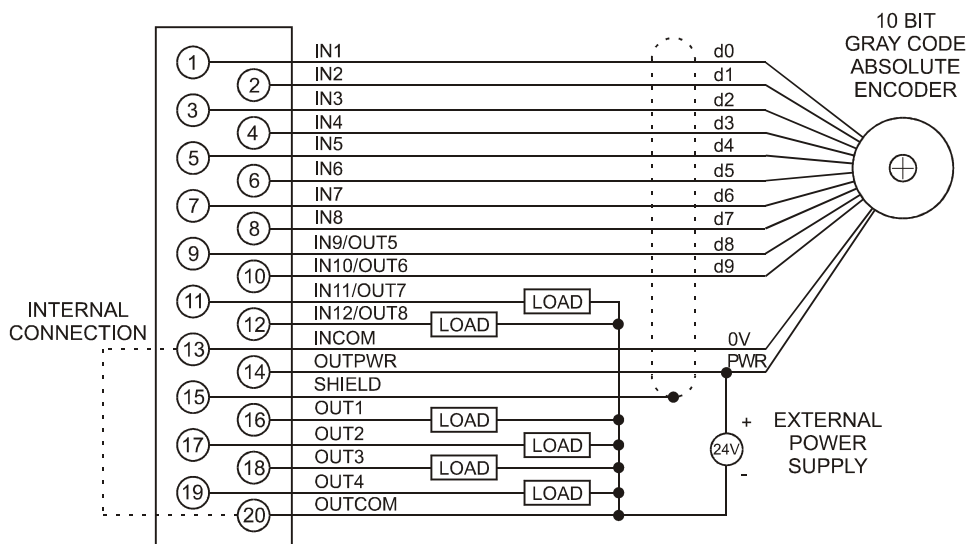 10 BIT
GRAY CODE
ABSOLUTE
ENCODER
1 IN1 d0
2 IN2 d1
3 IN3 d2
4 IN4 d3
5 IN5 d4
6 IN6 d5
7 IN7 d6
8 IN8 d7
9 IN9/OUT5 d8
10 IN10/OUT6 d9
11 IN11/OUT7 LOAD
12 IN12/OUT8 LOAD
INTERNAL
CONNECTION
13 INCOM 0V
14 OUTPWR PWR
15 SHIELD
16 OUT1 LOAD
17 OUT2 LOAD
18 OUT3 LOAD
19 OUT4 LOAD
20 OUTCOM
+
24V
-
EXTERNAL
POWER
SUPPLY